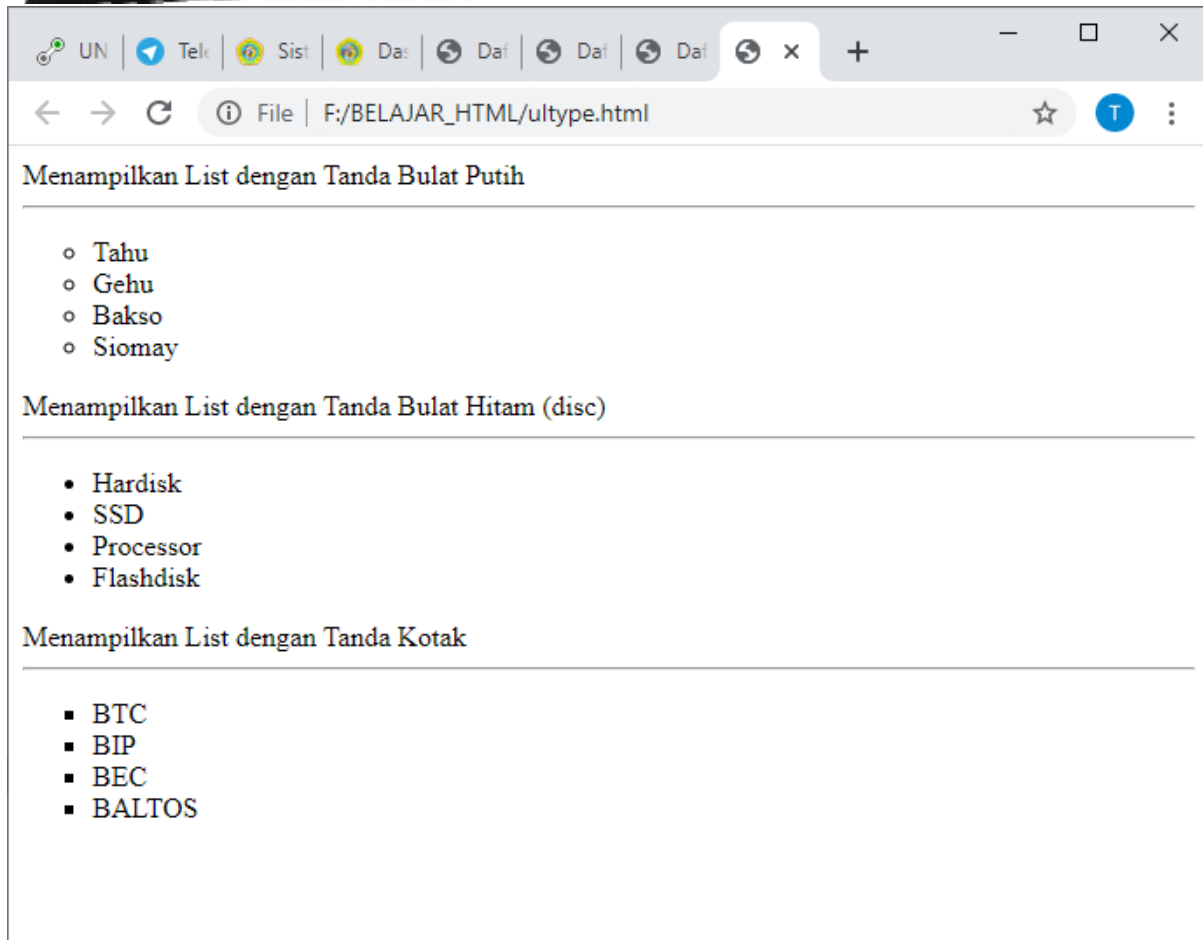 UN Tele Sist Das Daf Daf Daf
File F:/BELAJAR_HTML/ultype.html T
Menampilkan List dengan Tanda Bulat Putih
Tahu
Gehu
Bakso
Siomay
Menampilkan List dengan Tanda Bulat Hitam (disc)
Hardisk
SSD
Processor
Flashdisk
Menampilkan List dengan Tanda Kotak
BTC
BIP
BEC
BALTOS